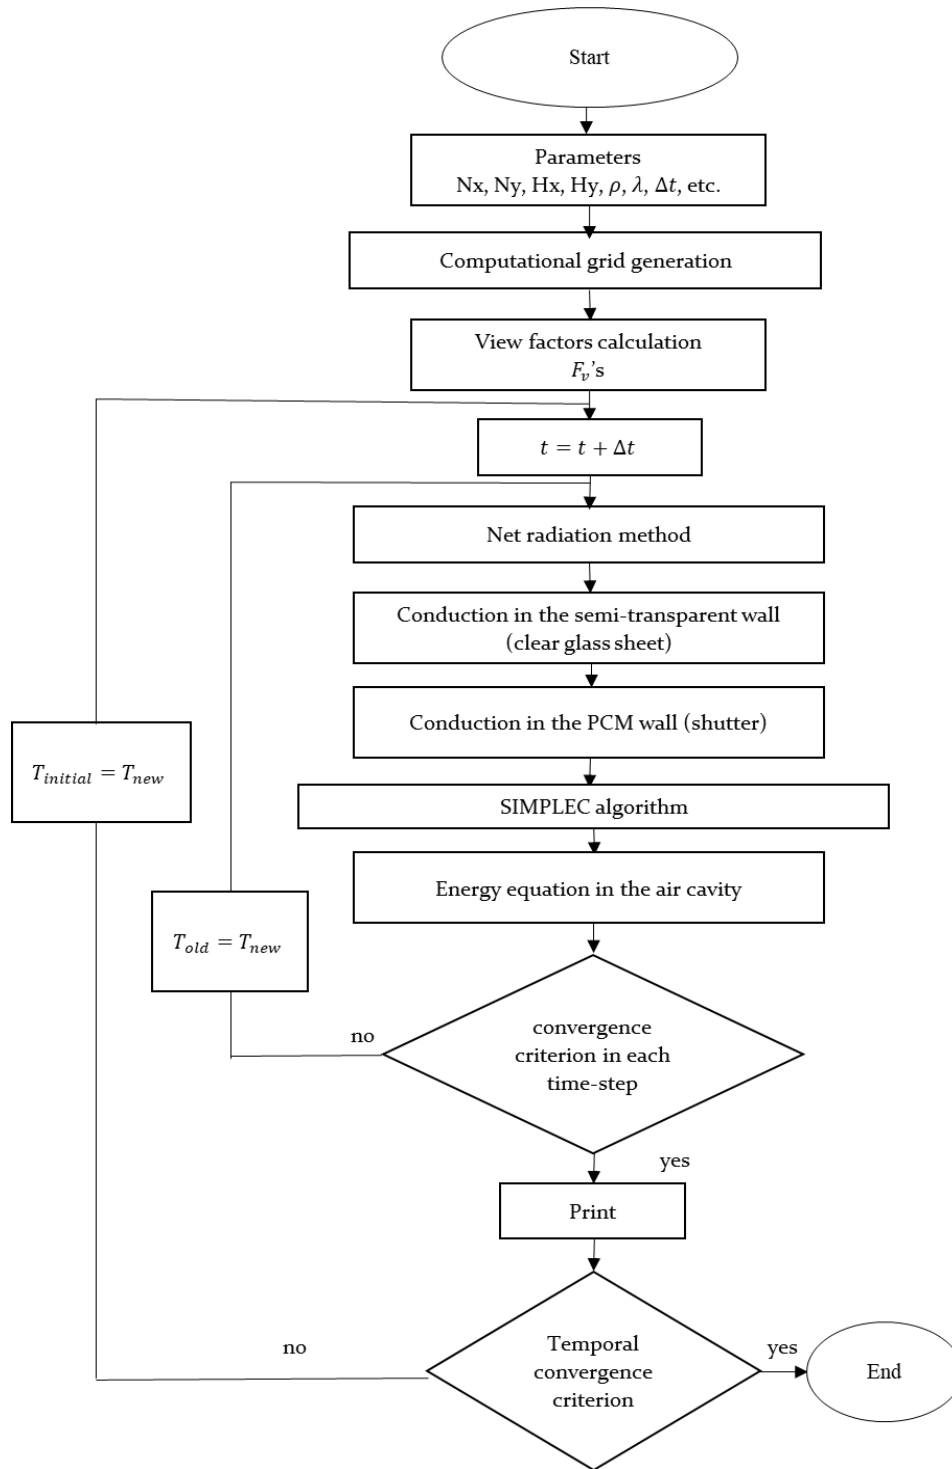 Start
Parameters
Nx, Ny, Hx, Hy, ρ, λ, Δt, etc.
Computational grid generation
View factors calculation
F_v's
t = t + Δt
Net radiation method
Conduction in the semi-transparent wall
(clear glass sheet)
Conduction in the PCM wall (shutter)
T_initial = T_new
SIMPLEC algorithm
Energy equation in the air cavity
T_old = T_new
no
convergence
criterion in each
time-step
yes
Print
no
Temporal
convergence
criterion
yes
End